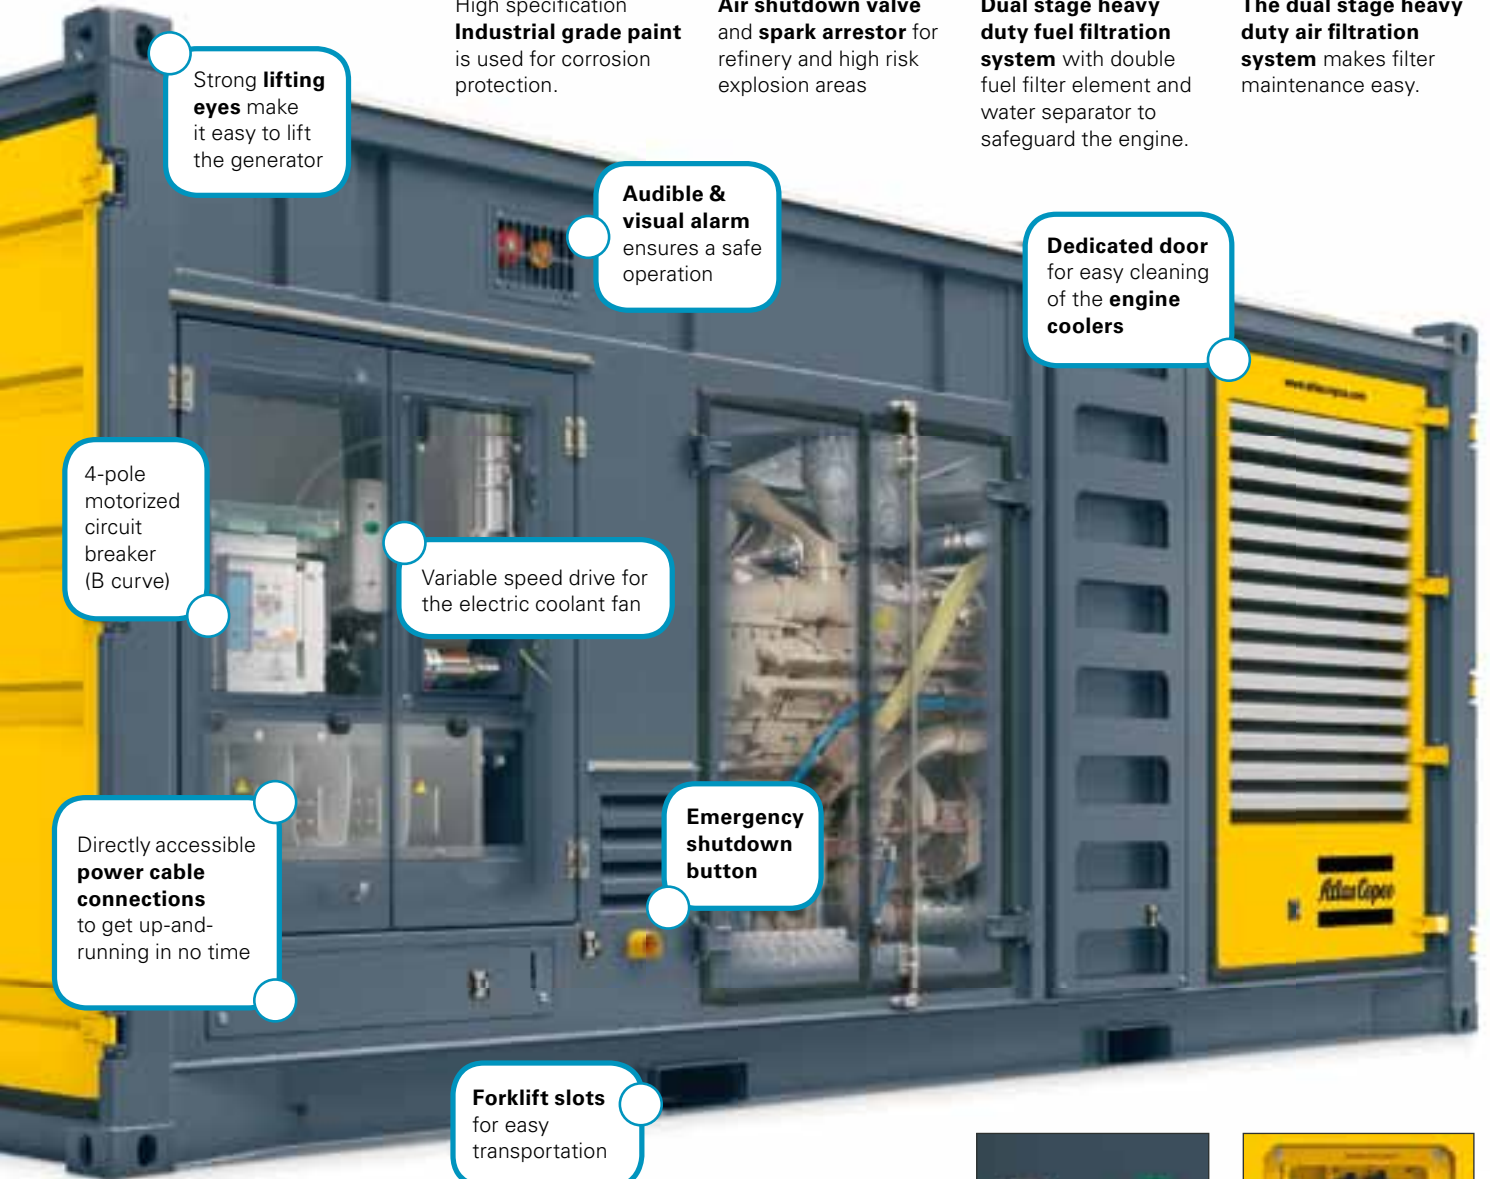 High specification
Industrial grade paint
is used for corrosion
protection.
Air shutdown valve
and spark arrestor for
refinery and high risk
explosion areas
Dual stage heavy
duty fuel filtration
system with double
fuel filter element and
water separator to
safeguard the engine.
The dual stage heavy
duty air filtration
system makes filter
maintenance easy.
Strong lifting
eyes make
it easy to lift
the generator
Audible &
visual alarm
ensures a safe
operation
Dedicated door
for easy cleaning
of the engine
coolers
www.atlascopco.com
4-pole
motorized
circuit
breaker
(B curve)
Variable speed drive for
the electric coolant fan
Directly accessible
power cable
connections
to get up-and-
running in no time
Emergency
shutdown
button
Atlas Copco
Forklift slots
for easy
transportation